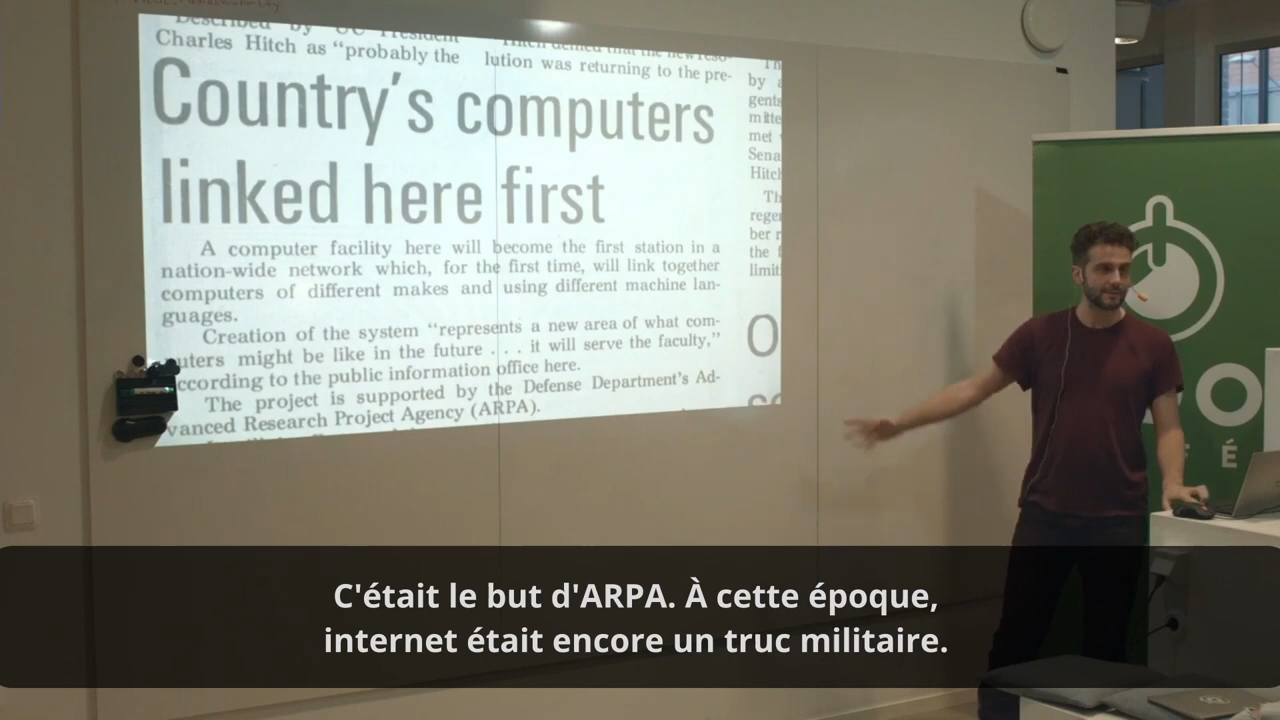 Described by UC President
Charles Hitch as “probably the
Hitch denied that the new reso-
lution was returning to the pre-
Country's computers
linked here first
A computer facility here will become the first station in a
nation-wide network which, for the first time, will link together
computers of different makes and using different machine lan-
guages.
Creation of the system “represents a new area of what com-
uters might be like in the future . . . it will serve the faculty,”
ccording to the public information office here.
The project is supported by the Defense Department's Ad-
vanced Research Project Agency (ARPA).
Th
by a
gents
mitte
met
Sena
Hitch
Th
reger
ber r
the f
limit
O
so
O
F É
C'était le but d'ARPA. À cette époque,
internet était encore un truc militaire.